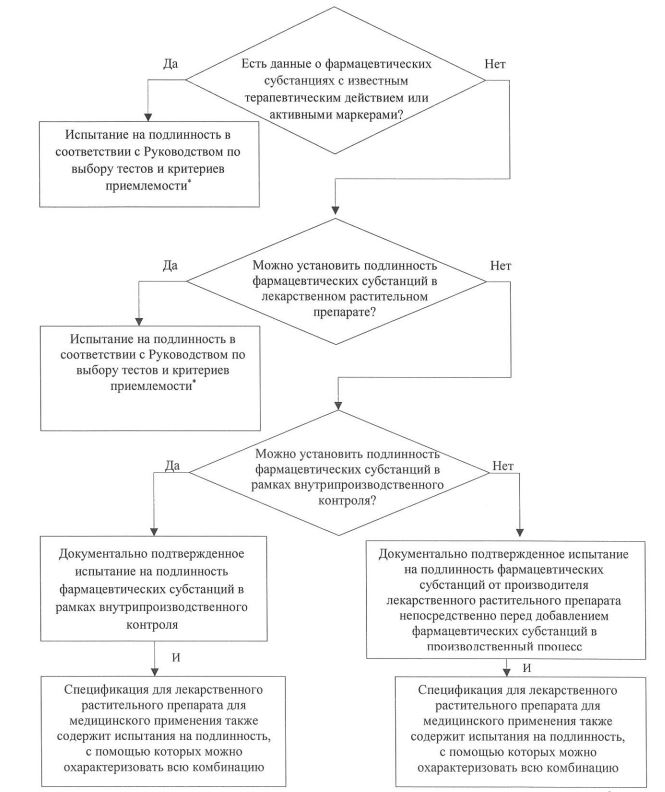 Да
Есть данные о фармацевтических
субстанциях с известным
терапевтическим действием или
активными маркерами?
Нет
Испытание на подлинность в
соответствии с Руководством по
выбору тестов и критериев
приемлемости*
Да
Можно установить подлинность
фармацевтических субстанций в
лекарственном растительном
препарате?
Нет
Испытание на подлинность в
соответствии с Руководством по
выбору тестов и критериев
приемлемости*
Да
Можно установить подлинность
фармацевтических субстанций в
рамках внутрипроизводственного
контроля?
Нет
Документально подтвержденное
испытание на подлинность
фармацевтических субстанций в
рамках внутрипроизводственного
контроля
Документально подтвержденное испытание
на подлинность фармацевтических
субстанций от производителя
лекарственного растительного препарата
непосредственно перед добавлением
фармацевтических субстанций в
производственный процесс
И
И
Спецификация для лекарственного
растительного препарата для
медицинского применения также
содержит испытания на подлинность,
с помощью которых можно
охарактеризовать всю комбинацию
Спецификация для лекарственного
растительного препарата для
медицинского применения также
содержит испытания на подлинность,
с помощью которых можно
охарактеризовать всю комбинацию